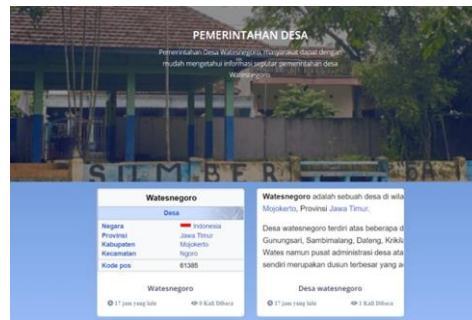 PEMERINTAHAN DESA
Pemerintahan Desa Watesnegoro, masyarakat dapat dengan
mudah mengetahui informasi seputar pemerintahan desa
Watesnegoro
Watesnegoro
Desa
Negara Indonesia
Provinsi Jawa Timur
Kabupaten Mojokerto
Kecamatan Ngoro
Kode pos 61385
Watesnegoro
17 jam yang lalu 0 Kali Dibaca
Watesnegoro adalah sebuah desa di wila
Mojokerto, Provinsi Jawa Timur.
Desa watesnegoro terdiri atas beberapa d
Gunungsari, Sambimalang, Dateng, Krikila
Wates namun pusat administrasi desa ata
sendiri merupakan dusun terbesar yang a
Desa watesnegoro
17 jam yang lalu 1 Kali Dibaca